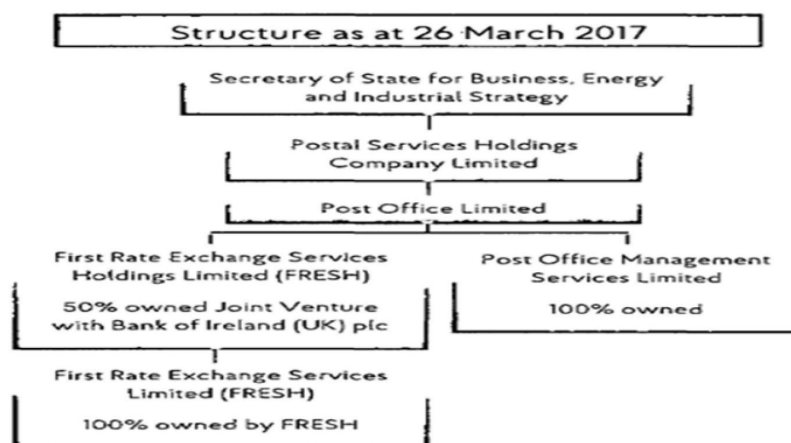 Structure as at 26 March 2017
Secretary of State for Business, Energy
and Industrial Strategy
Postal Services Holdings
Company Limited
Post Office Limited
First Rate Exchange Services
Holdings Limited (FRESH)
50% owned Joint Venture
with Bank of Ireland (UK) plc
Post Office Management
Services Limited
100% owned
First Rate Exchange Services
Limited (FRESH)
100% owned by FRESH